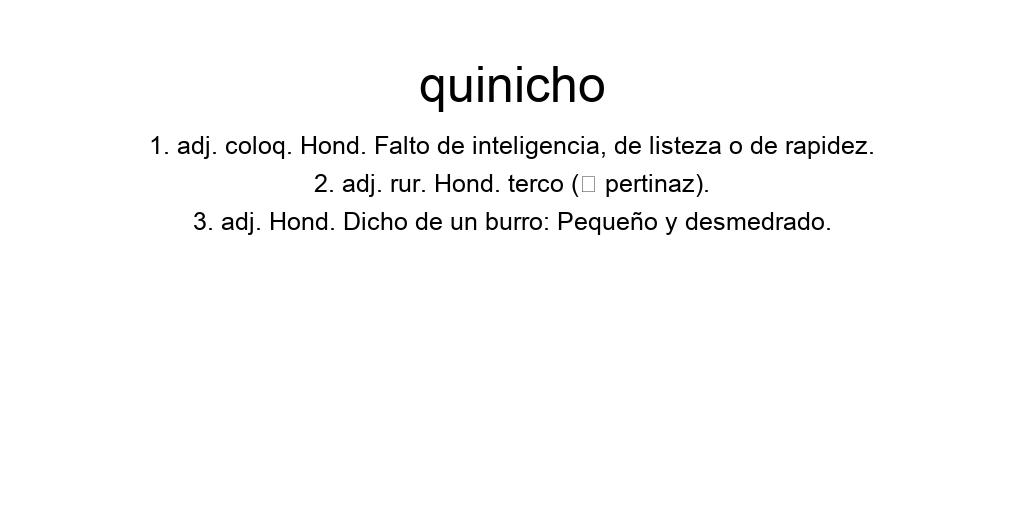 quinicho
1. adj. coloq. Hond. Falto de inteligencia, de listeza o de rapidez.
2. adj. rur. Hond. terco (▯ pertinaz).
3. adj. Hond. Dicho de un burro: Pequeño y desmedrado.